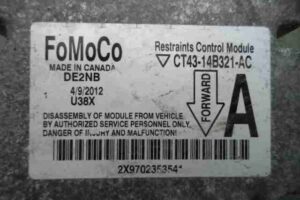 FoMoCo
MADE IN CANADA
DE2NB
4/9/2012
U38X
Restraints Control Module
CT43-14B321-AC
FORWARD
A
DISASSEMBLY OF MODULE FROM VEHICLE,
BY AUTHORIZED SERVICE PERSONNEL ONLY.
DANGER OF INJURY AND MALFUNCTION!